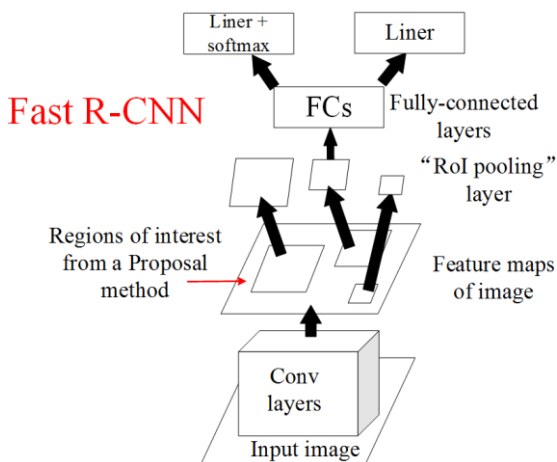 Liner +
softmax
Liner
Fast R-CNN
FCs
Fully-connected
layers
“RoI pooling”
layer
Regions of interest
from a Proposal
method
Feature maps
of image
Conv
layers
Input image